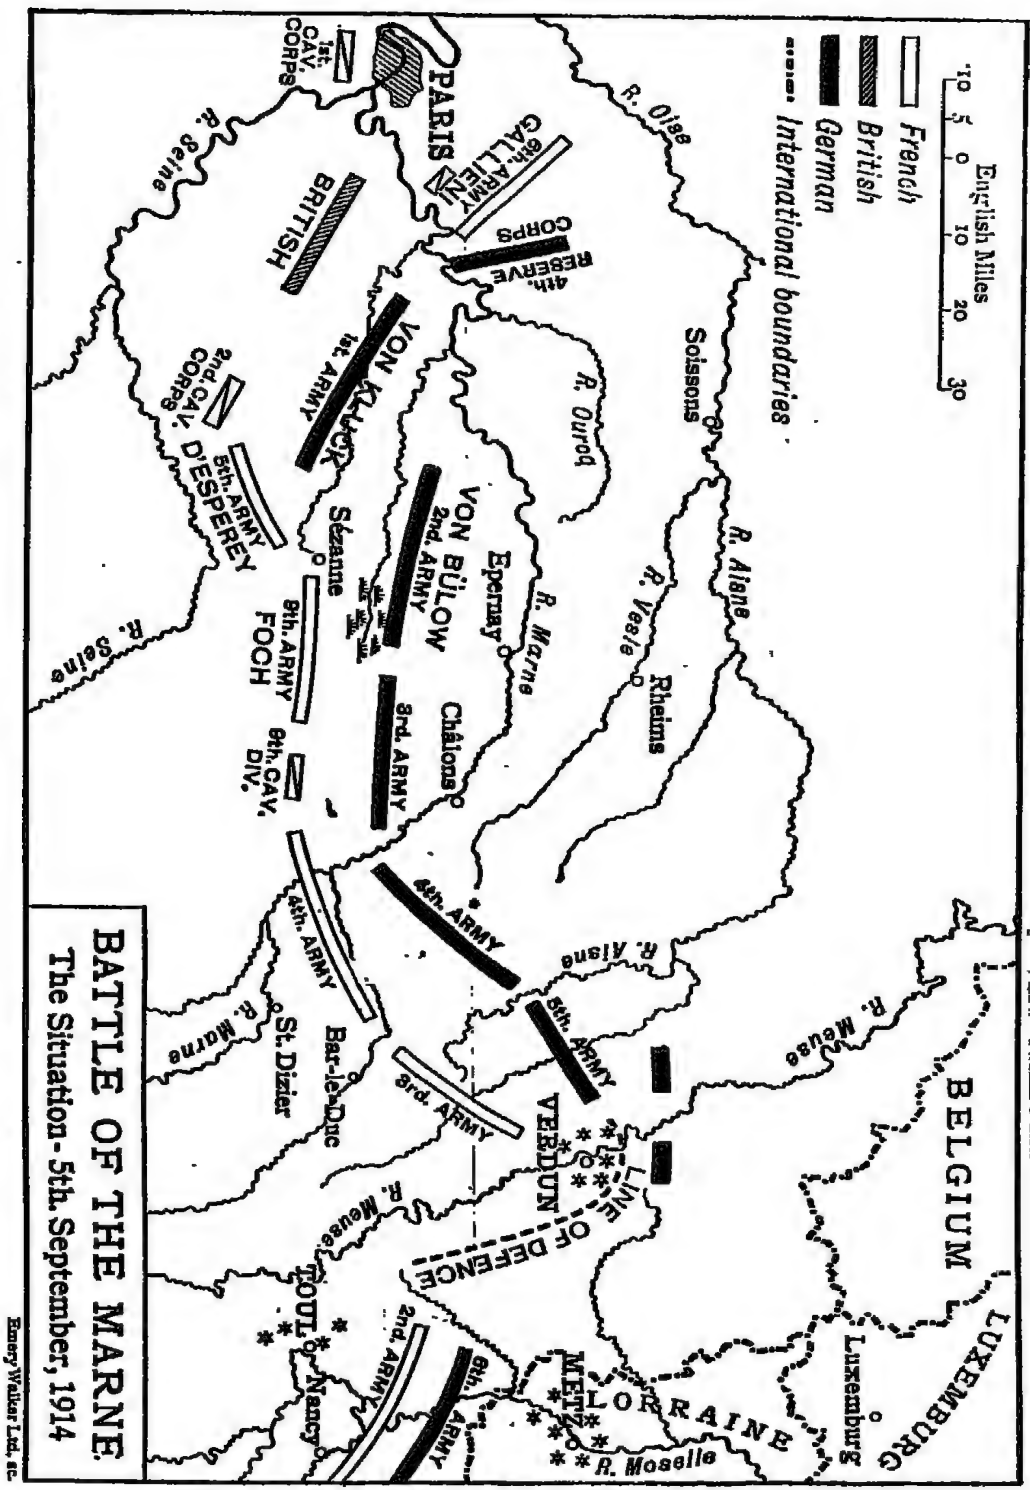 English Miles
10 5 0 10 20 30
French
British
German
International boundaries
BELGIUM
LUXEMBURG
Luxemburg
LORRAINE
METZ
R. Moselle
R. Meuse
R. Oise
Soissons
R. Aisne
R. Vesle
Rheims
R. Aisne
R. Ourcq
R. Marne
Epernay
Châlons
PARIS
1st.
CAV.
CORPS
6th. ARMY
GALLIENI
4th.
RESERVE
CORPS
BRITISH
R. Seine
VON KLUCK
1st. ARMY
2nd. CAV.
CORPS
5th. ARMY
D'ESPEREY
Sézanne
VON BÜLOW
2nd. ARMY
9th. ARMY
FOCH
3rd. ARMY
9th. CAV.
DIV.
4th. ARMY
4th. ARMY
5th. ARMY
3rd. ARMY
VERDUN
LINE OF DEFENCE
R. Seine
R. Marne
St. Dizier
Bar-le-Duc
R. Meuse
TOUL
Nancy
2nd. ARMY
6th. ARMY
BATTLE OF THE MARNE.
The Situation - 5th. September, 1914
Emery Walker Ltd. sc.